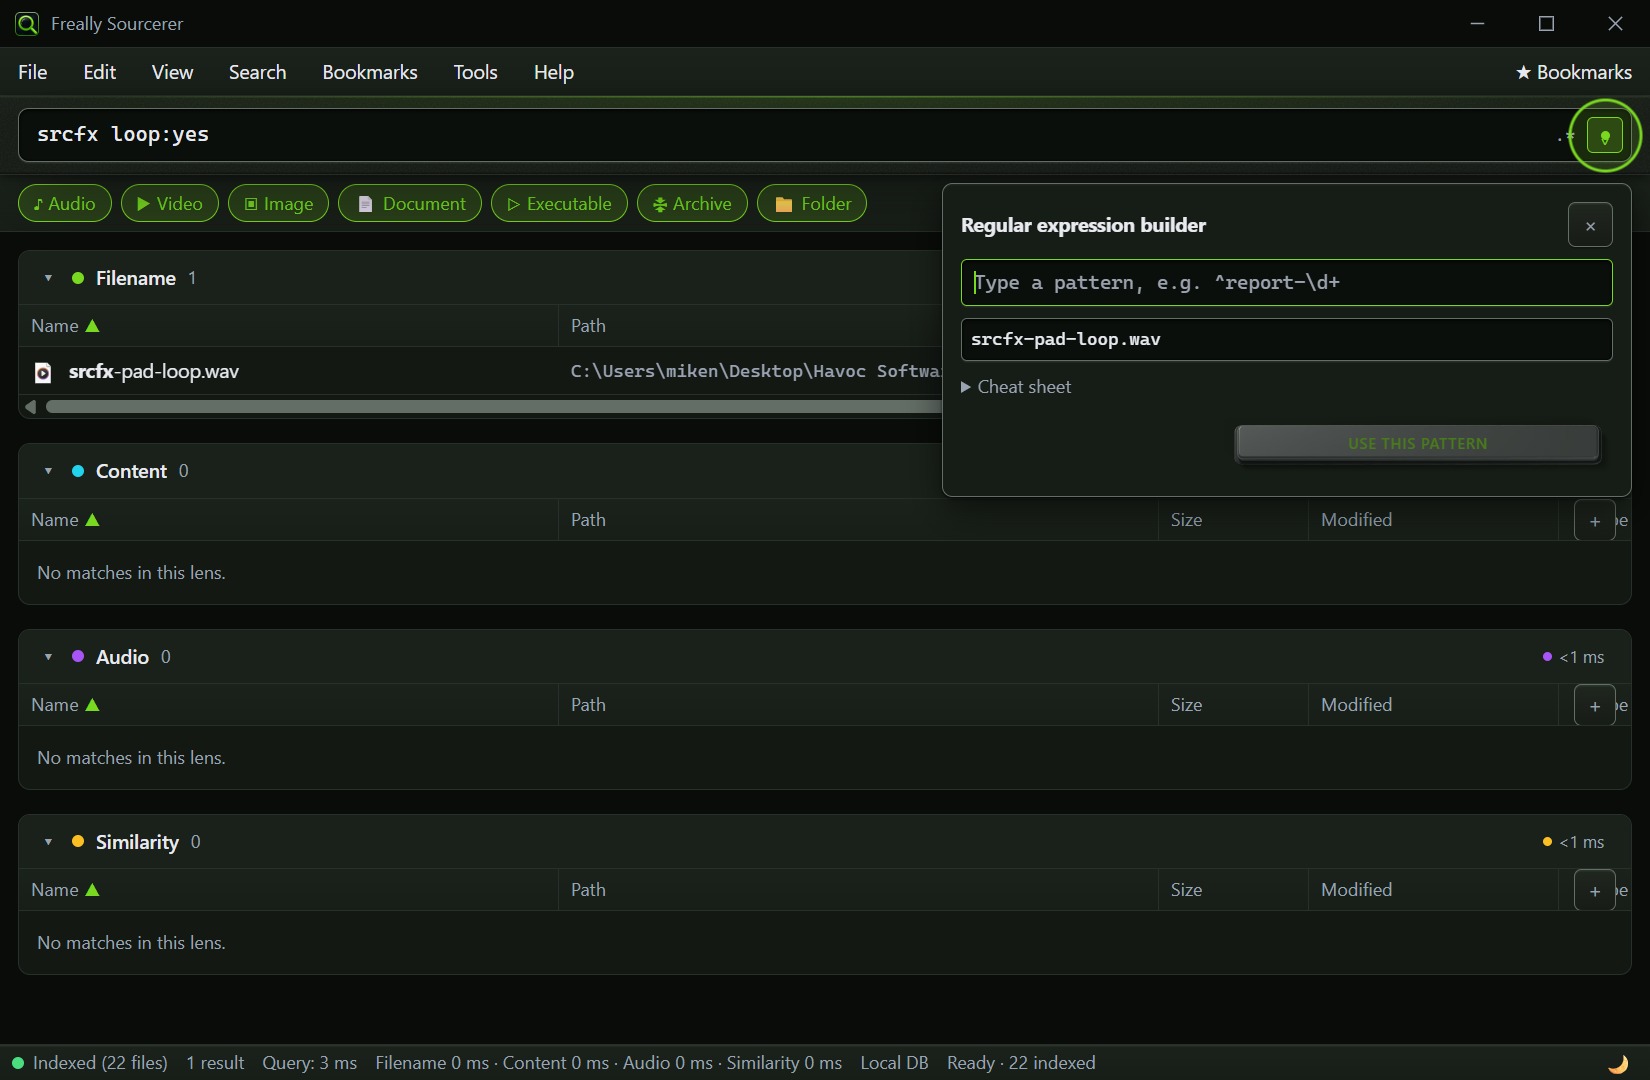 Freally Sourcerer
File Edit View Search Bookmarks Tools Help ★ Bookmarks
srcfx loop:yes .*
Audio Video Image Document Executable Archive Folder
Regular expression builder
Type a pattern, e.g. ^report-\d+
srcfx-pad-loop.wav
Cheat sheet
USE THIS PATTERN
Filename 1
Name Path
srcfx-pad-loop.wav C:\Users\miken\Desktop\Havoc
Content 0
Name Path Size Modified +
No matches in this lens.
Audio 0 <1 ms
Name Path Size Modified +
No matches in this lens.
Similarity 0 <1 ms
Name Path Size Modified +
No matches in this lens.
Indexed (22 files) 1 result Query: 3 ms Filename 0 ms · Content 0 ms · Audio 0 ms · Similarity 0 ms Local DB Ready · 22 indexed